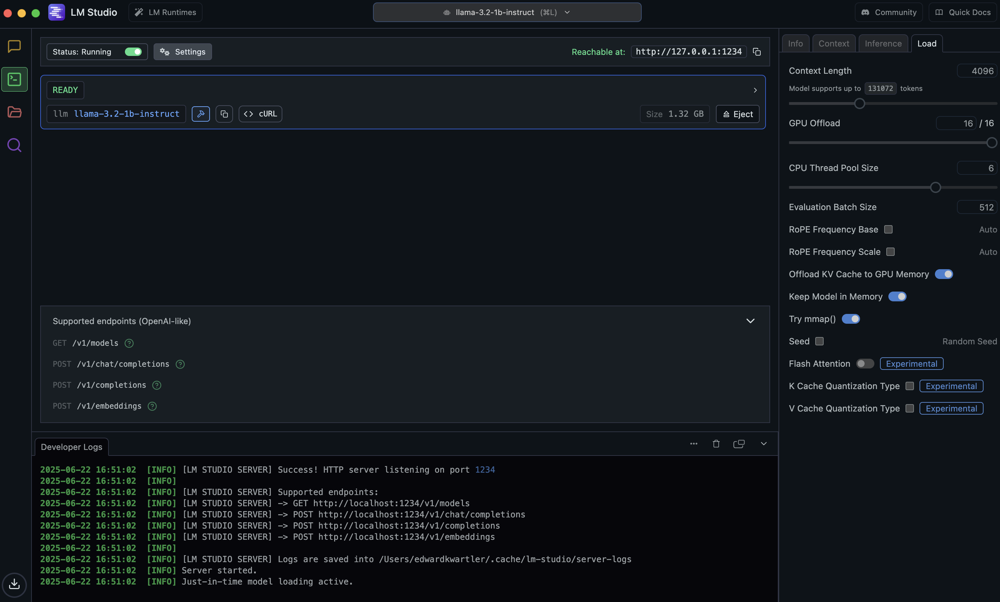 LM Studio
LM Runtimes
llama-3.2-1b-instruct (⌘L)
Community
Quick Docs
Status: Running
Settings
Reachable at: http://127.0.0.1:1234
READY
llm llama-3.2-1b-instruct
<> cURL
Size 1.32 GB
Eject
Supported endpoints (OpenAI-like)
GET /v1/models ?
POST /v1/chat/completions ?
POST /v1/completions ?
POST /v1/embeddings ?
Developer Logs
2025-06-22 16:51:02 [INFO] [LM STUDIO SERVER] Success! HTTP server listening on port 1234
2025-06-22 16:51:02 [INFO]
2025-06-22 16:51:02 [INFO] [LM STUDIO SERVER] Supported endpoints:
2025-06-22 16:51:02 [INFO] [LM STUDIO SERVER] -> GET http://localhost:1234/v1/models
2025-06-22 16:51:02 [INFO] [LM STUDIO SERVER] -> POST http://localhost:1234/v1/chat/completions
2025-06-22 16:51:02 [INFO] [LM STUDIO SERVER] -> POST http://localhost:1234/v1/completions
2025-06-22 16:51:02 [INFO] [LM STUDIO SERVER] -> POST http://localhost:1234/v1/embeddings
2025-06-22 16:51:02 [INFO]
2025-06-22 16:51:02 [INFO] [LM STUDIO SERVER] Logs are saved into /Users/edwardkwartler/.cache/lm-studio/server-logs
2025-06-22 16:51:02 [INFO] Server started.
2025-06-22 16:51:02 [INFO] Just-in-time model loading active.
Info
Context
Inference
Load
Context Length 4096
Model supports up to 131072 tokens
GPU Offload 16 / 16
CPU Thread Pool Size 6
Evaluation Batch Size 512
RoPE Frequency Base Auto
RoPE Frequency Scale Auto
Offload KV Cache to GPU Memory
Keep Model in Memory
Try mmap()
Seed Random Seed
Flash Attention Experimental
K Cache Quantization Type Experimental
V Cache Quantization Type Experimental